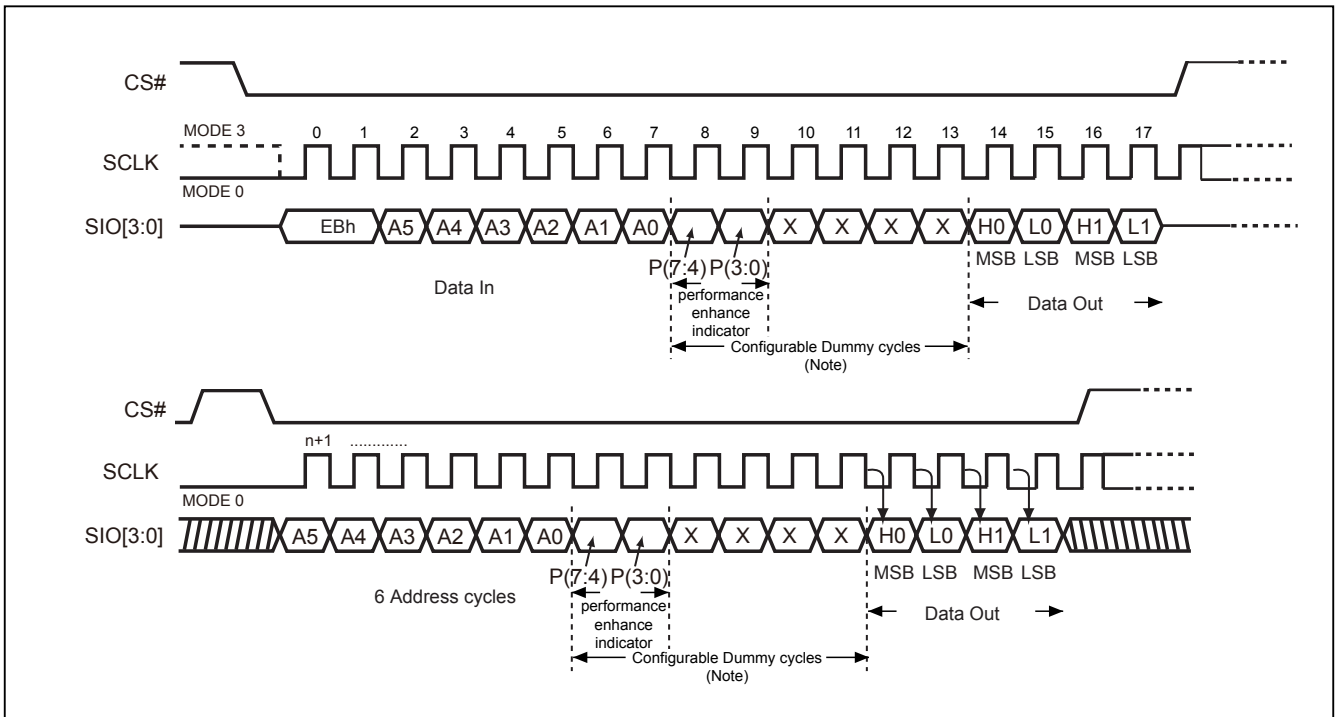 CS#
MODE 3
0 1 2 3 4 5 6 7 8 9 10 11 12 13 14 15 16 17
SCLK
MODE 0
SIO[3:0] EBh A5 A4 A3 A2 A1 A0 X X X X H0 L0 H1 L1
P(7:4) P(3:0) MSB LSB MSB LSB
Data In performance Data Out
enhance
indicator
Configurable Dummy cycles
(Note)
CS#
n+1 .............
SCLK
MODE 0
SIO[3:0] A5 A4 A3 A2 A1 A0 X X X X H0 L0 H1 L1
P(7:4) P(3:0) MSB LSB MSB LSB
6 Address cycles performance Data Out
enhance
indicator
Configurable Dummy cycles
(Note)